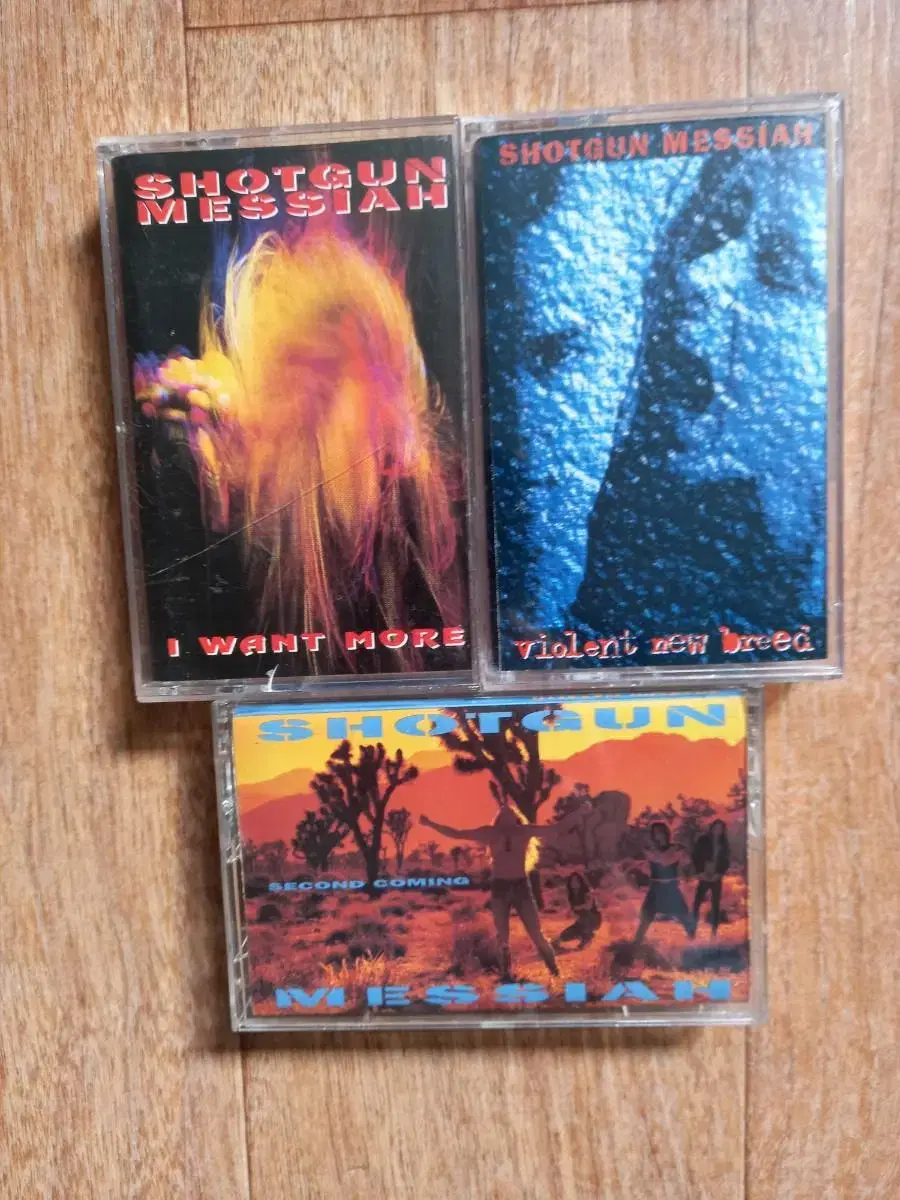 SHOTGUN
MESSIAH
I WANT MORE
SHOTGUN MESSIAH
violent new breed
SHOTGUN
SECOND COMING
MESSIAH